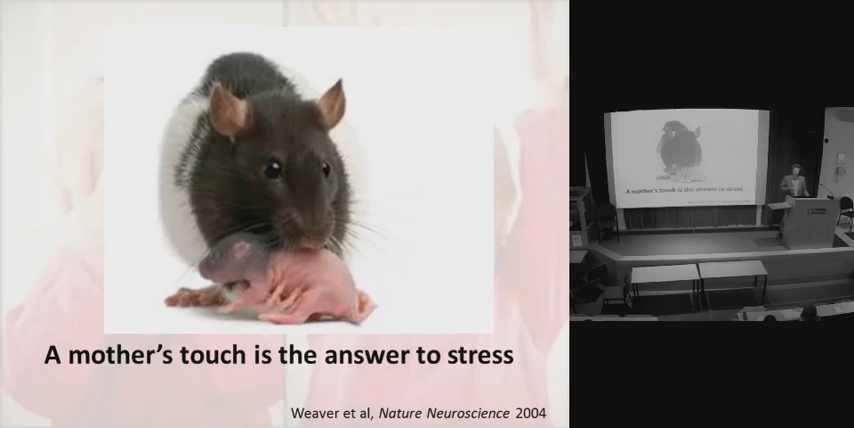 A mother's touch is the answer to stress
Weaver et al, Nature Neuroscience 2004
A mother's touch is the answer to stress